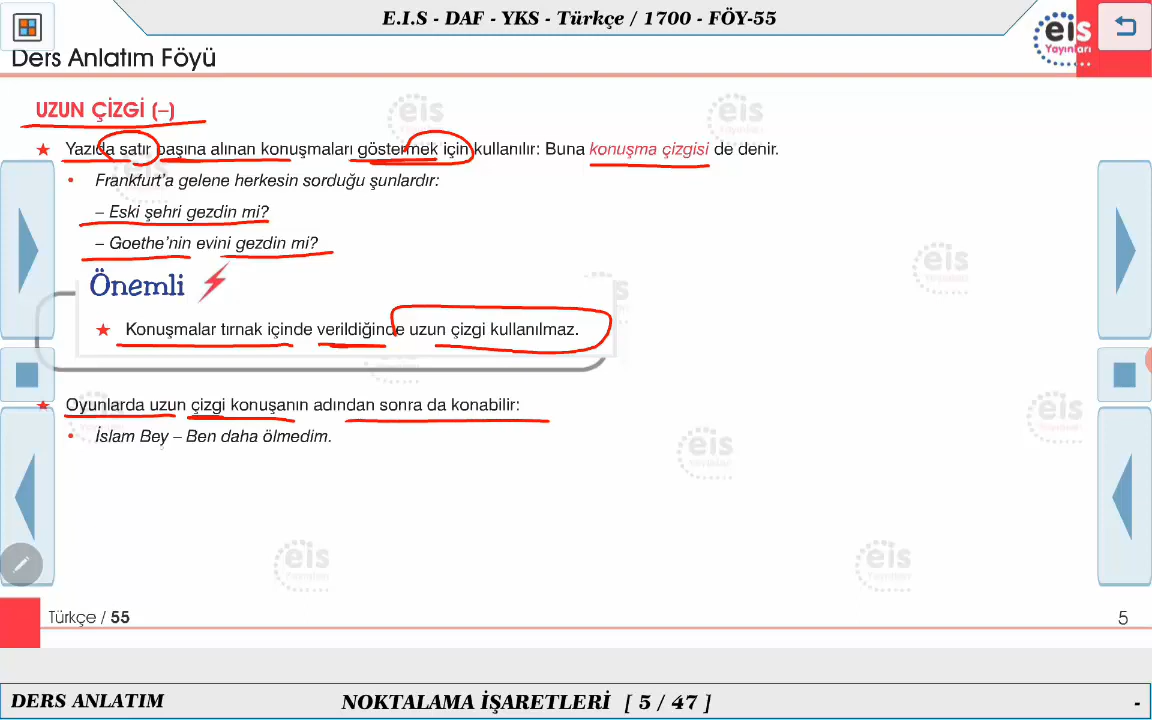 E.I.S - DAF - YKS - Türkçe / 1700 - FÖY-55
eis
Yayınları
Ders Anlatım Föyü
UZUN ÇİZGİ (–)
★ Yazıda satır başına alınan konuşmaları göstermek için kullanılır: Buna konuşma çizgisi de denir.
• Frankfurt’a gelene herkesin sorduğu şunlardır:
– Eski şehri gezdin mi?
– Goethe’nin evini gezdin mi?
Önemli
★ Konuşmalar tırnak içinde verildiğinde uzun çizgi kullanılmaz.
★ Oyunlarda uzun çizgi konuşanın adından sonra da konabilir:
• İslam Bey – Ben daha ölmedim.
Türkçe / 55
5
DERS ANLATIM
NOKTALAMA İŞARETLERİ [ 5 / 47 ]
-